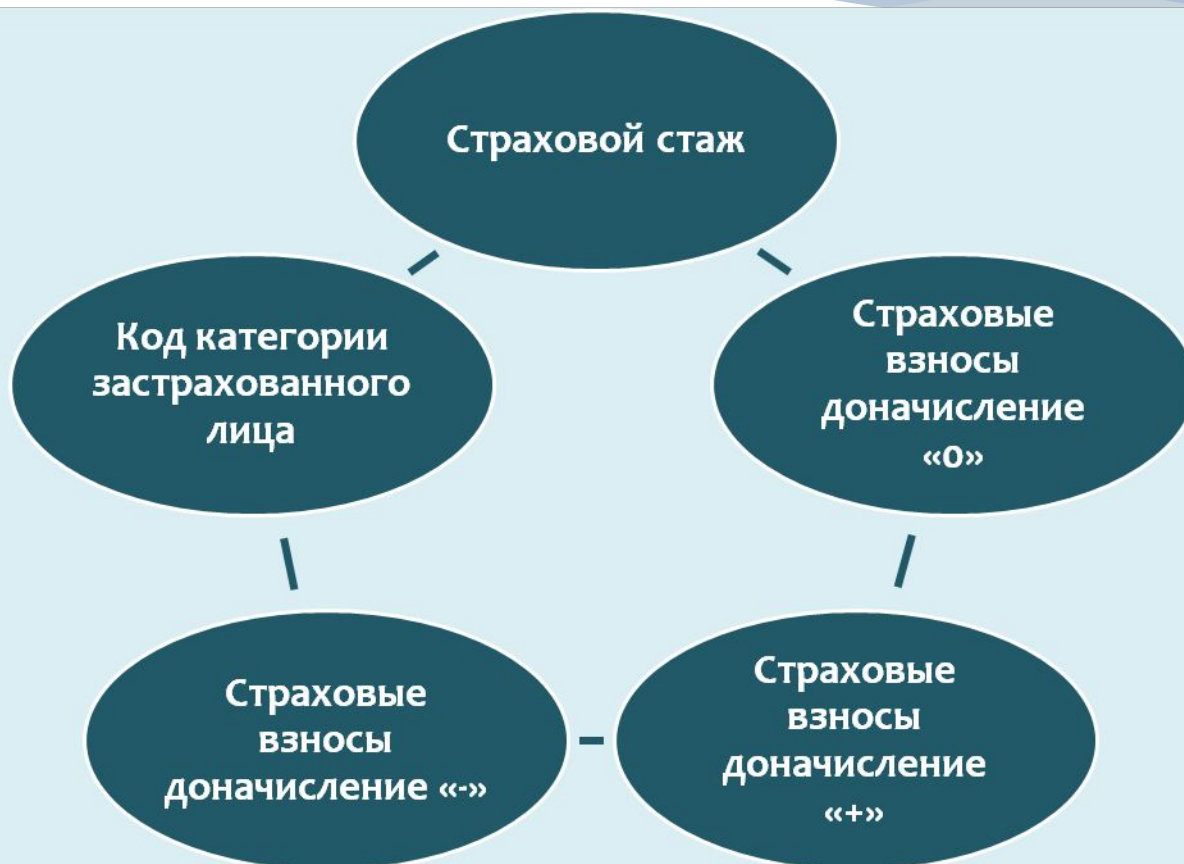 Страховой стаж
Код категории
застрахованного
лица
Страховые
взносы
доначисление
«0»
Страховые
взносы
доначисление «-»
Страховые
взносы
доначисление
«+»